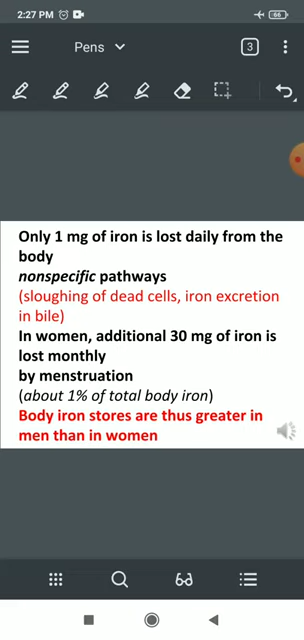 2:27 PM
66
Pens
3
Only 1 mg of iron is lost daily from the
body
nonspecific pathways
(sloughing of dead cells, iron excretion
in bile)
In women, additional 30 mg of iron is
lost monthly
by menstruation
(about 1% of total body iron)
Body iron stores are thus greater in
men than in women